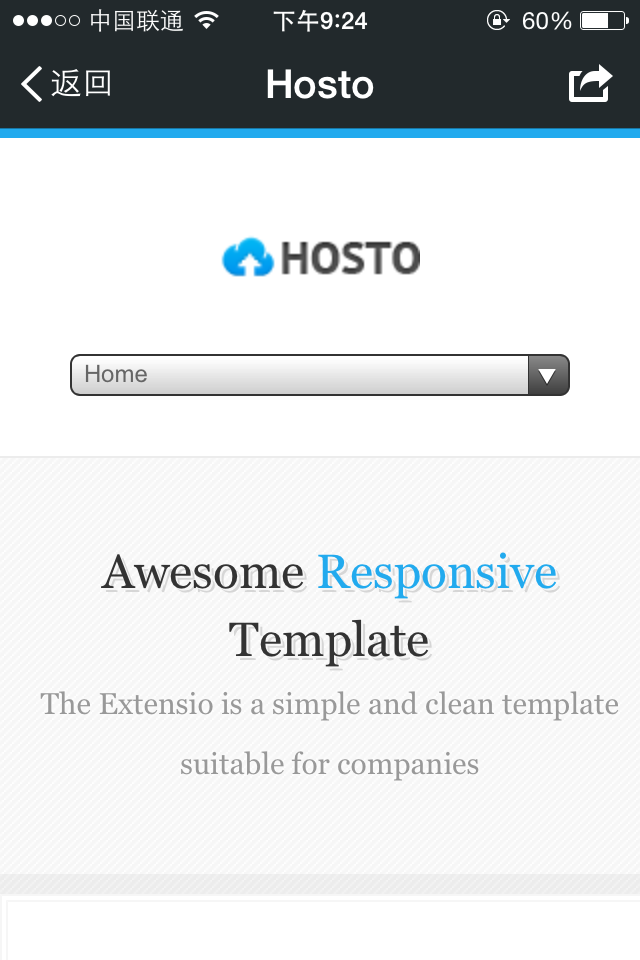 中国联通 下午9:24 60%
返回 Hosto
HOSTO
Home
Awesome Responsive
Template
The Extensio is a simple and clean template
suitable for companies